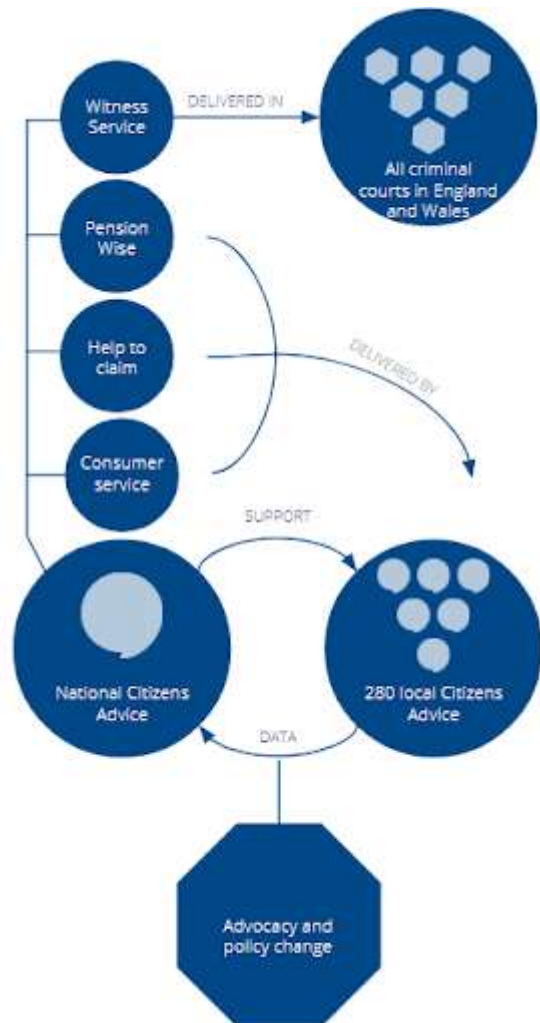 Witness
Service
DELIVERED IN
All criminal
courts in England
and Wales
Pension
Wise
Help to
claim
DELIVERED BY
Consumer
service
SUPPORT
National Citizens
Advice
280 local Citizens
Advice
DATA
Advocacy and
policy change